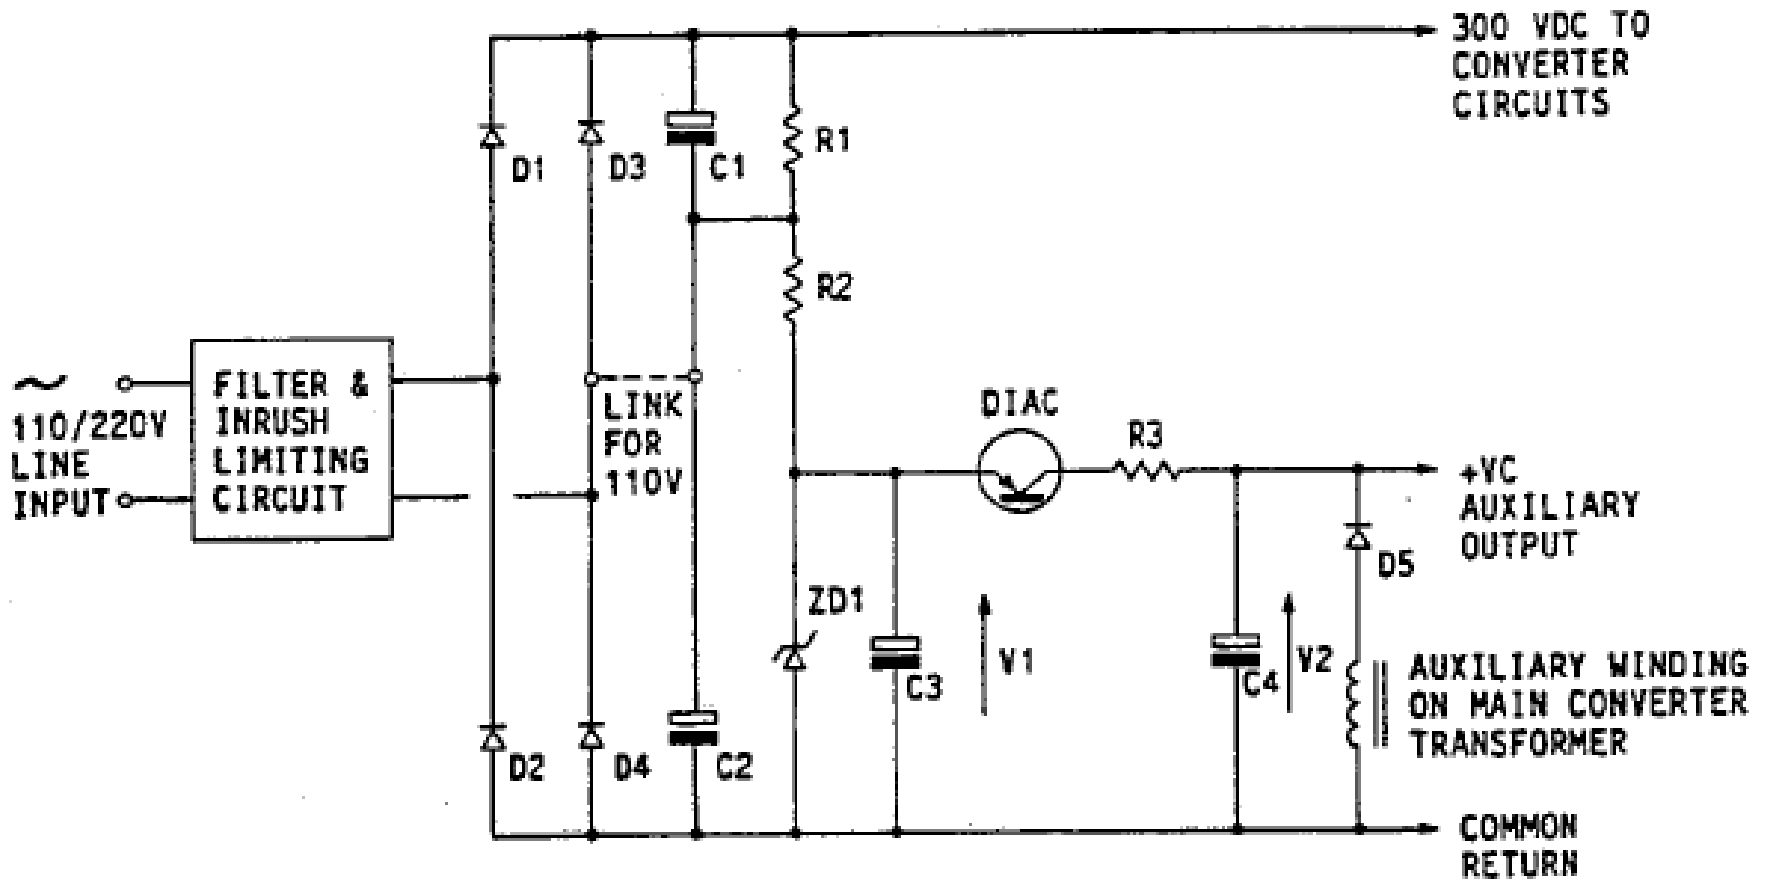 300 VDC TO
CONVERTER
CIRCUITS
D1
D3
C1
R1
R2
~
110/220V
LINE
INPUT
FILTER &
INRUSH
LIMITING
CIRCUIT
LINK
FOR
110V
DIAC
R3
+VC
AUXILIARY
OUTPUT
D5
ZD1
C3
V1
C4
V2
AUXILIARY WINDING
ON MAIN CONVERTER
TRANSFORMER
D2
D4
C2
COMMON
RETURN